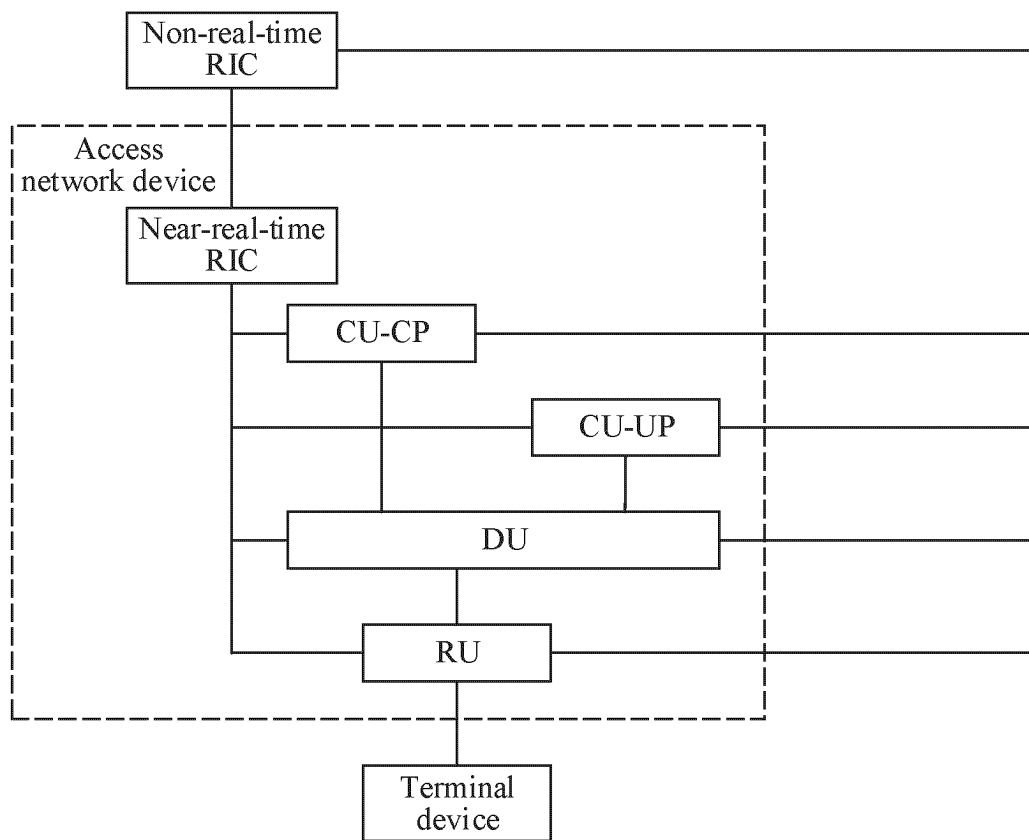 Non-real-time
RIC
Access
network device
Near-real-time
RIC
CU-CP
CU-UP
DU
RU
Terminal
device